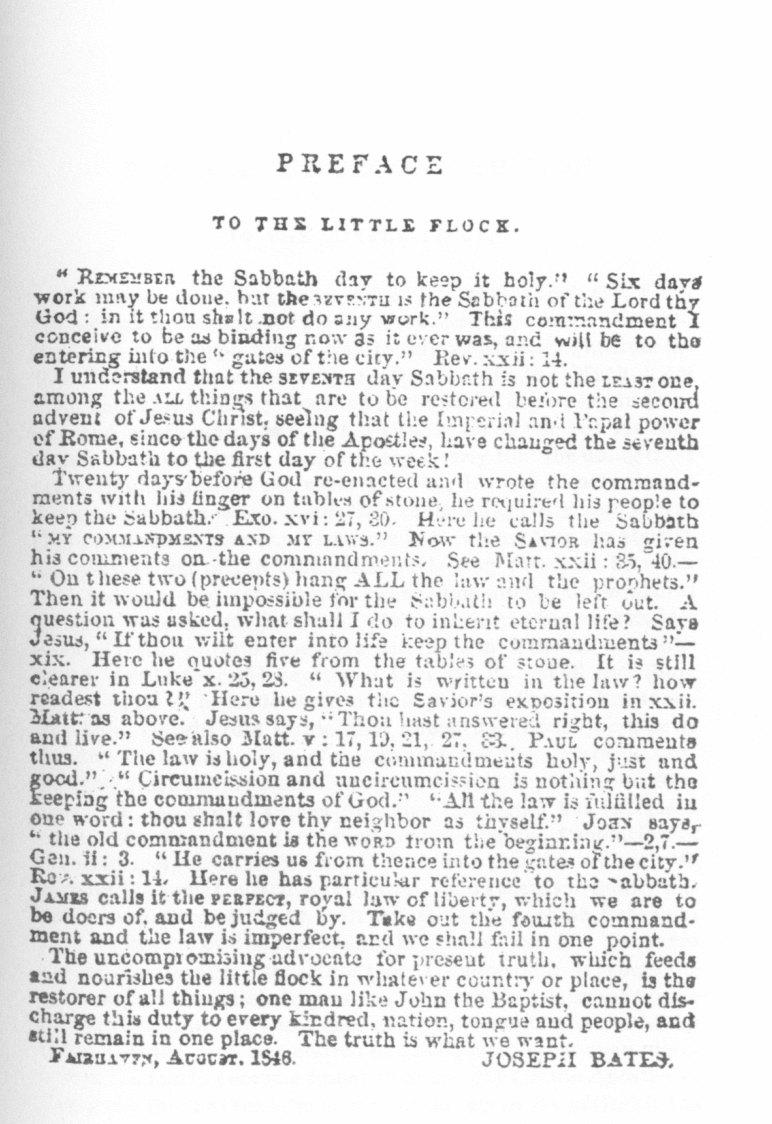 PREFACE
TO THE LITTLE FLOCK.
" REMEMBER the Sabbath day to keep it holy." " Six days
work may be done, but the SEVENTH is the Sabbath of the Lord thy
God : in it thou shalt not do any work." This commandment I
conceive to be as binding now as it ever was, and will be to the
entering into the " gates of the city." Rev. xxii : 14.
I understand that the SEVENTH day Sabbath is not the LEAST one,
among the ALL things that are to be restored before the second
advent of Jesus Christ, seeing that the Imperial and Papal power
of Rome, since the days of the Apostles, have changed the seventh
day Sabbath to the first day of the week!
Twenty days before God re-enacted and wrote the command-
ments with his finger on tables of stone, he required his people to
keep the Sabbath. Exo. xvi : 27, 30. Here he calls the Sabbath
" MY COMMANDMENTS AND MY LAWS." Now the SAVIOR has given
his comments on the commandments. See Matt. xxii : 35, 40.—
" On these two (precepts) hang ALL the law and the prophets."
Then it would be impossible for the Sabbath to be left out. A
question was asked, what shall I do to inherit eternal life? Says
Jesus, " If thou wilt enter into life keep the commandments"—
xix. Here he quotes five from the tables of stone. It is still
clearer in Luke x. 25, 28. " What is written in the law? how
readest thou?" Here he gives the Savior's exposition in xxii.
Matt. as above. Jesus says, " Thou hast answered right, this do
and live." See also Matt. v : 17, 19, 21, 27, 33. PAUL comments
thus. " The law is holy, and the commandments holy, just and
good." " Circumcission and uncircumcission is nothing but the
keeping the commandments of God." "All the law is fulfilled in
one word : thou shalt love thy neighbor as thyself." JOHN says,
" the old commandment is the WORD from the beginning."—2,7.—
Gen. ii : 3. " He carries us from thence into the gates of the city."
Rev. xxii : 14. Here he has particular reference to the Sabbath.
JAMES calls it the PERFECT, royal law of liberty, which we are to
be doers of, and be judged by. Take out the fourth command-
ment and the law is imperfect, and we shall fail in one point.
The uncompromising advocate for present truth, which feeds
and nourishes the little flock in whatever country or place, is the
restorer of all things ; one man like John the Baptist, cannot dis-
charge this duty to every kindred, nation, tongue and people, and
still remain in one place. The truth is what we want.
FAIRHAVEN, AUGUST, 1846. JOSEPH BATES.